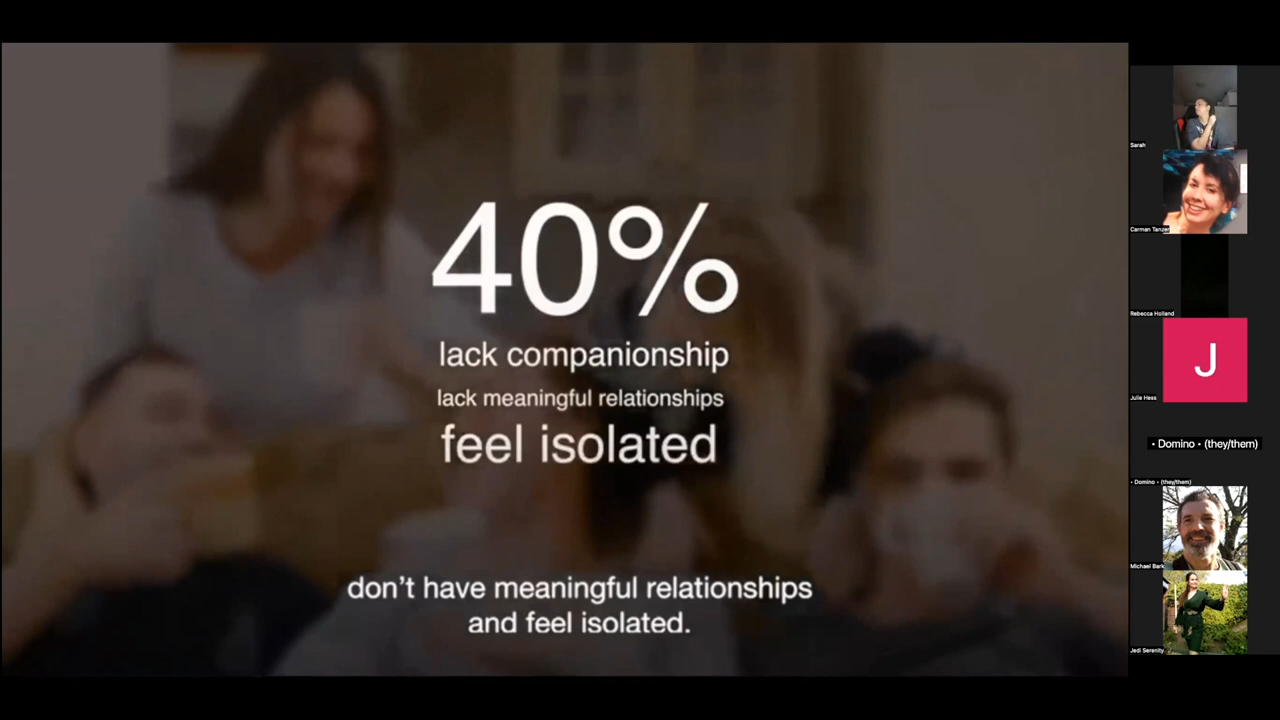 40%
lack companionship
lack meaningful relationships
feel isolated
don't have meaningful relationships
and feel isolated.
Sarah
Carman Tanzer
Rebecca Holland
J
Julie Hess
• Domino • (they/them)
• Domino • (they/them)
Michael Bark
Jedi Serenity